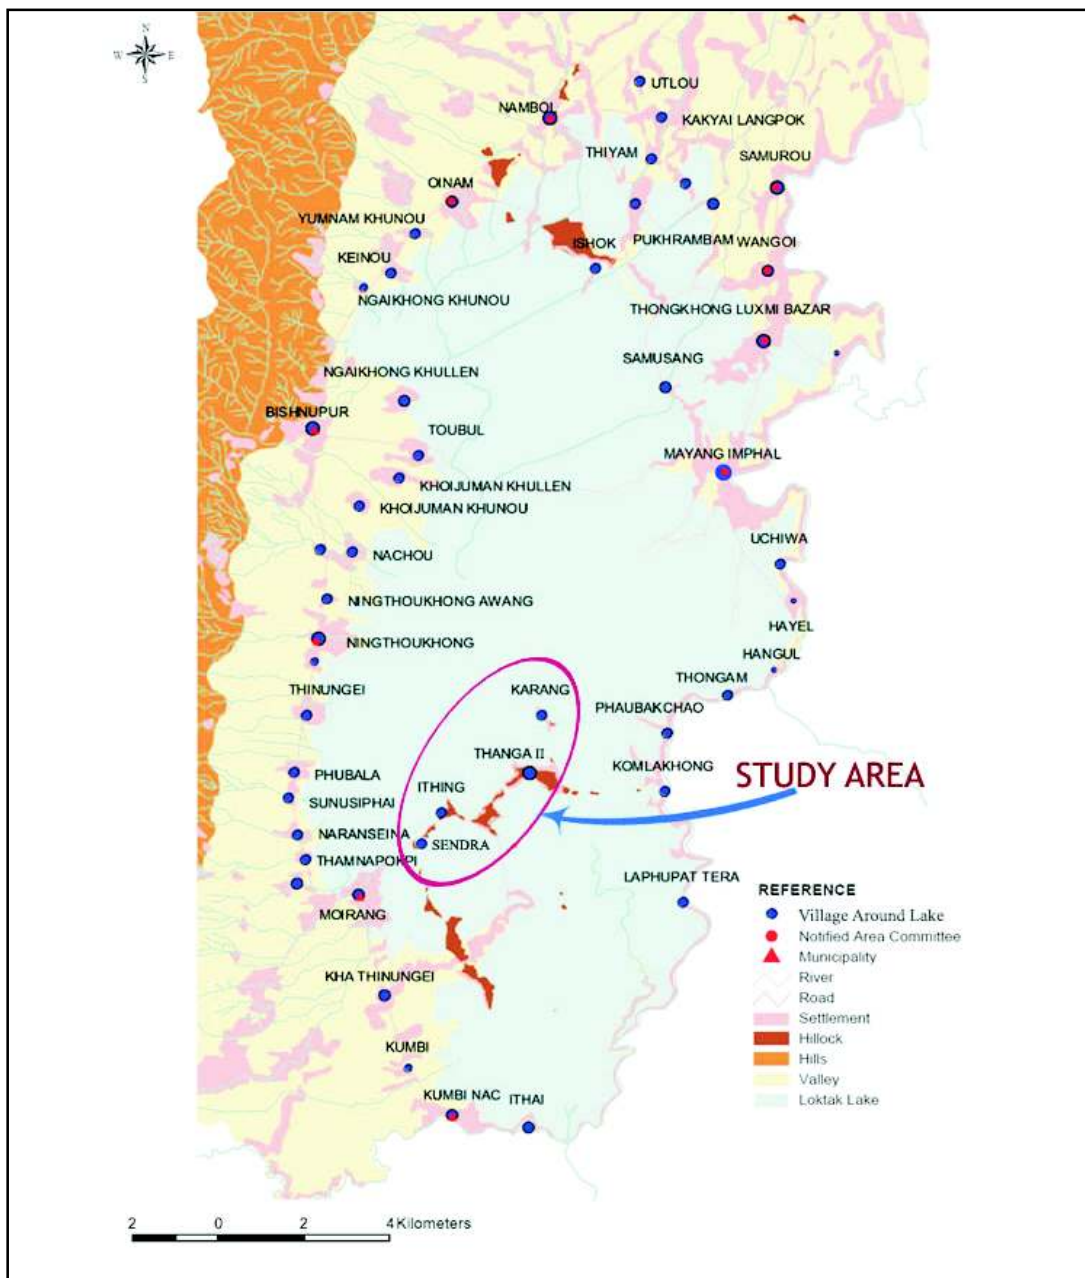 N
W E
S
UTLOU
NAMBOL
KAKYAI LANGPOK
THIYAM
SAMUROU
OINAM
YUMNAM KHUNOU
PUKHRAMBAM WANGOI
ISHOK
KEINOU
NGAIKHONG KHUNOU
THONGKHONG LUXMI BAZAR
SAMUSANG
NGAIKHONG KHULLEN
BISHNUPUR
TOUBUL
MAYANG IMPHAL
KHOIJUMAN KHULLEN
KHOIJUMAN KHUNOU
UCHIWA
NACHOU
NINGTHOUKHONG AWANG
HAYEL
NINGTHOUKHONG
HANGUL
THONGAM
THINUNGEI
KARANG
PHAUBAKCHAO
THANGA II
KOMLAKHONG
PHUBALA
ITHING
STUDY AREA
SUNUSIPHAI
NARANSEINA
SENDRA
THAMNAPOKPI
LAPHUPAT TERA
MOIRANG
KHA THINUNGEI
KUMBI
KUMBI NAC
ITHAI
REFERENCE
Village Around Lake
Notified Area Committee
Municipality
River
Road
Settlement
Hillock
Hills
Valley
Loktak Lake
2 0 2 4 Kilometers